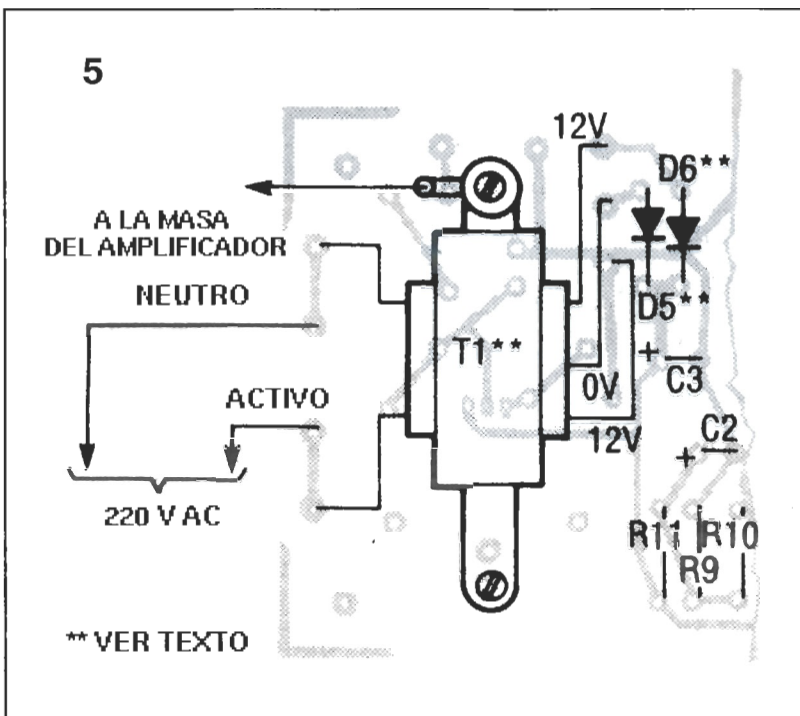 5
12V
D6**
A LA MASA
DEL AMPLIFICADOR
NEUTRO
D5**
T1**
+
C3
0V
ACTIVO
12V
C2
+
220 V AC
R11
R10
R9
** VER TEXTO